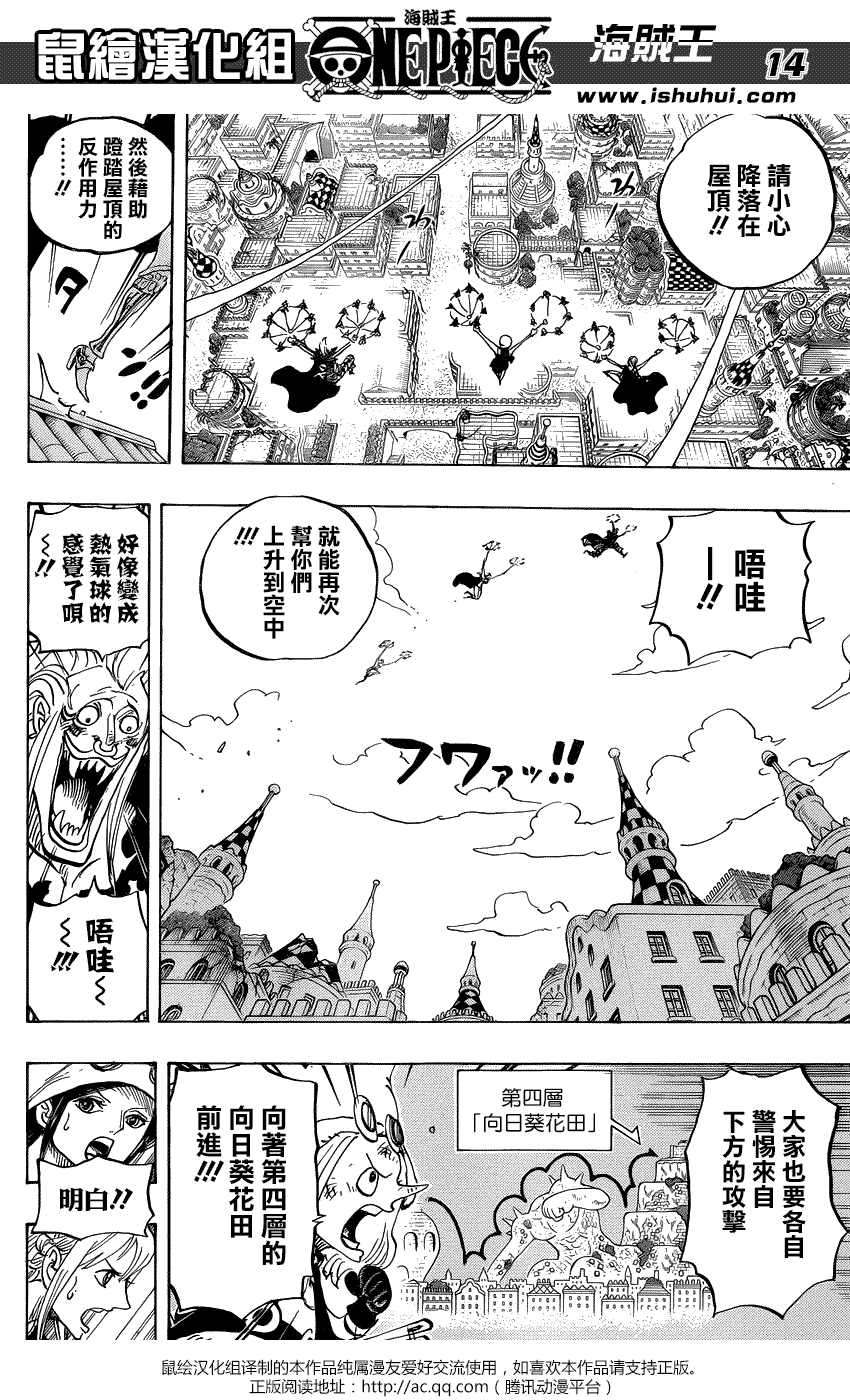 鼠繪漢化組
海賊王
ONE PIECE
海賊王
14
www.ishuhui.com
請小心
降落在
屋頂!!
然後藉助
蹬踏屋頂的
反作用力
……!!
タ
!!
唔哇
ー!!
就能再次
幫你們
上升到空中
!!!
フワァッ!!
好像變成
熱氣球的
感覺了唄
～!!
唔哇～
～!!!
大家也要各自
警惕來自
下方的攻擊
第四層
「向日葵花田」
向著第四層的
向日葵花田
前進!!!
明白!!
鼠绘汉化组译制的本作品纯属漫友爱好交流使用，如喜欢本作品请支持正版。
正版阅读地址：http://ac.qq.com（腾讯动漫平台）